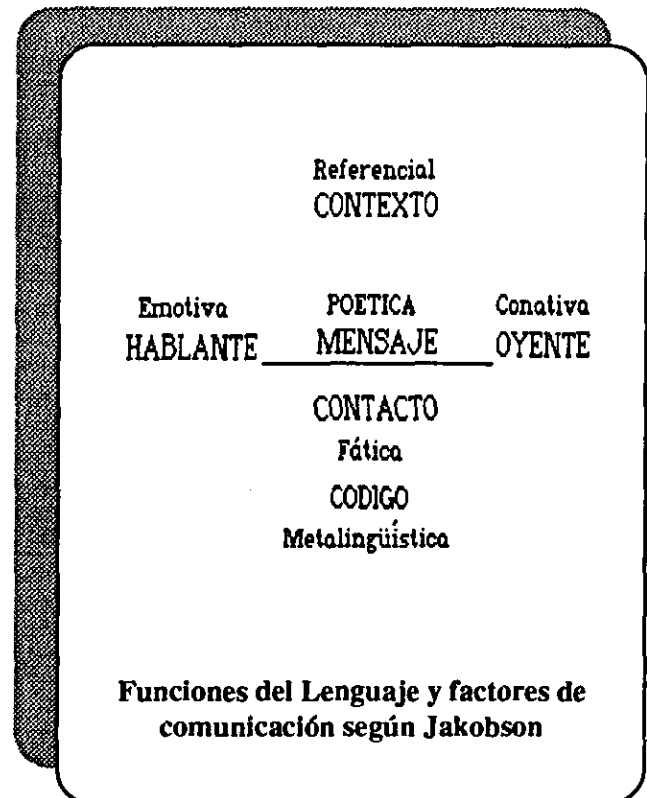 Referencial
CONTEXTO
Emotiva POETICA Conativa
HABLANTE MENSAJE OYENTE
CONTACTO
Fática
CODIGO
Metalingüística
Funciones del Lenguaje y factores de
comunicación según Jakobson